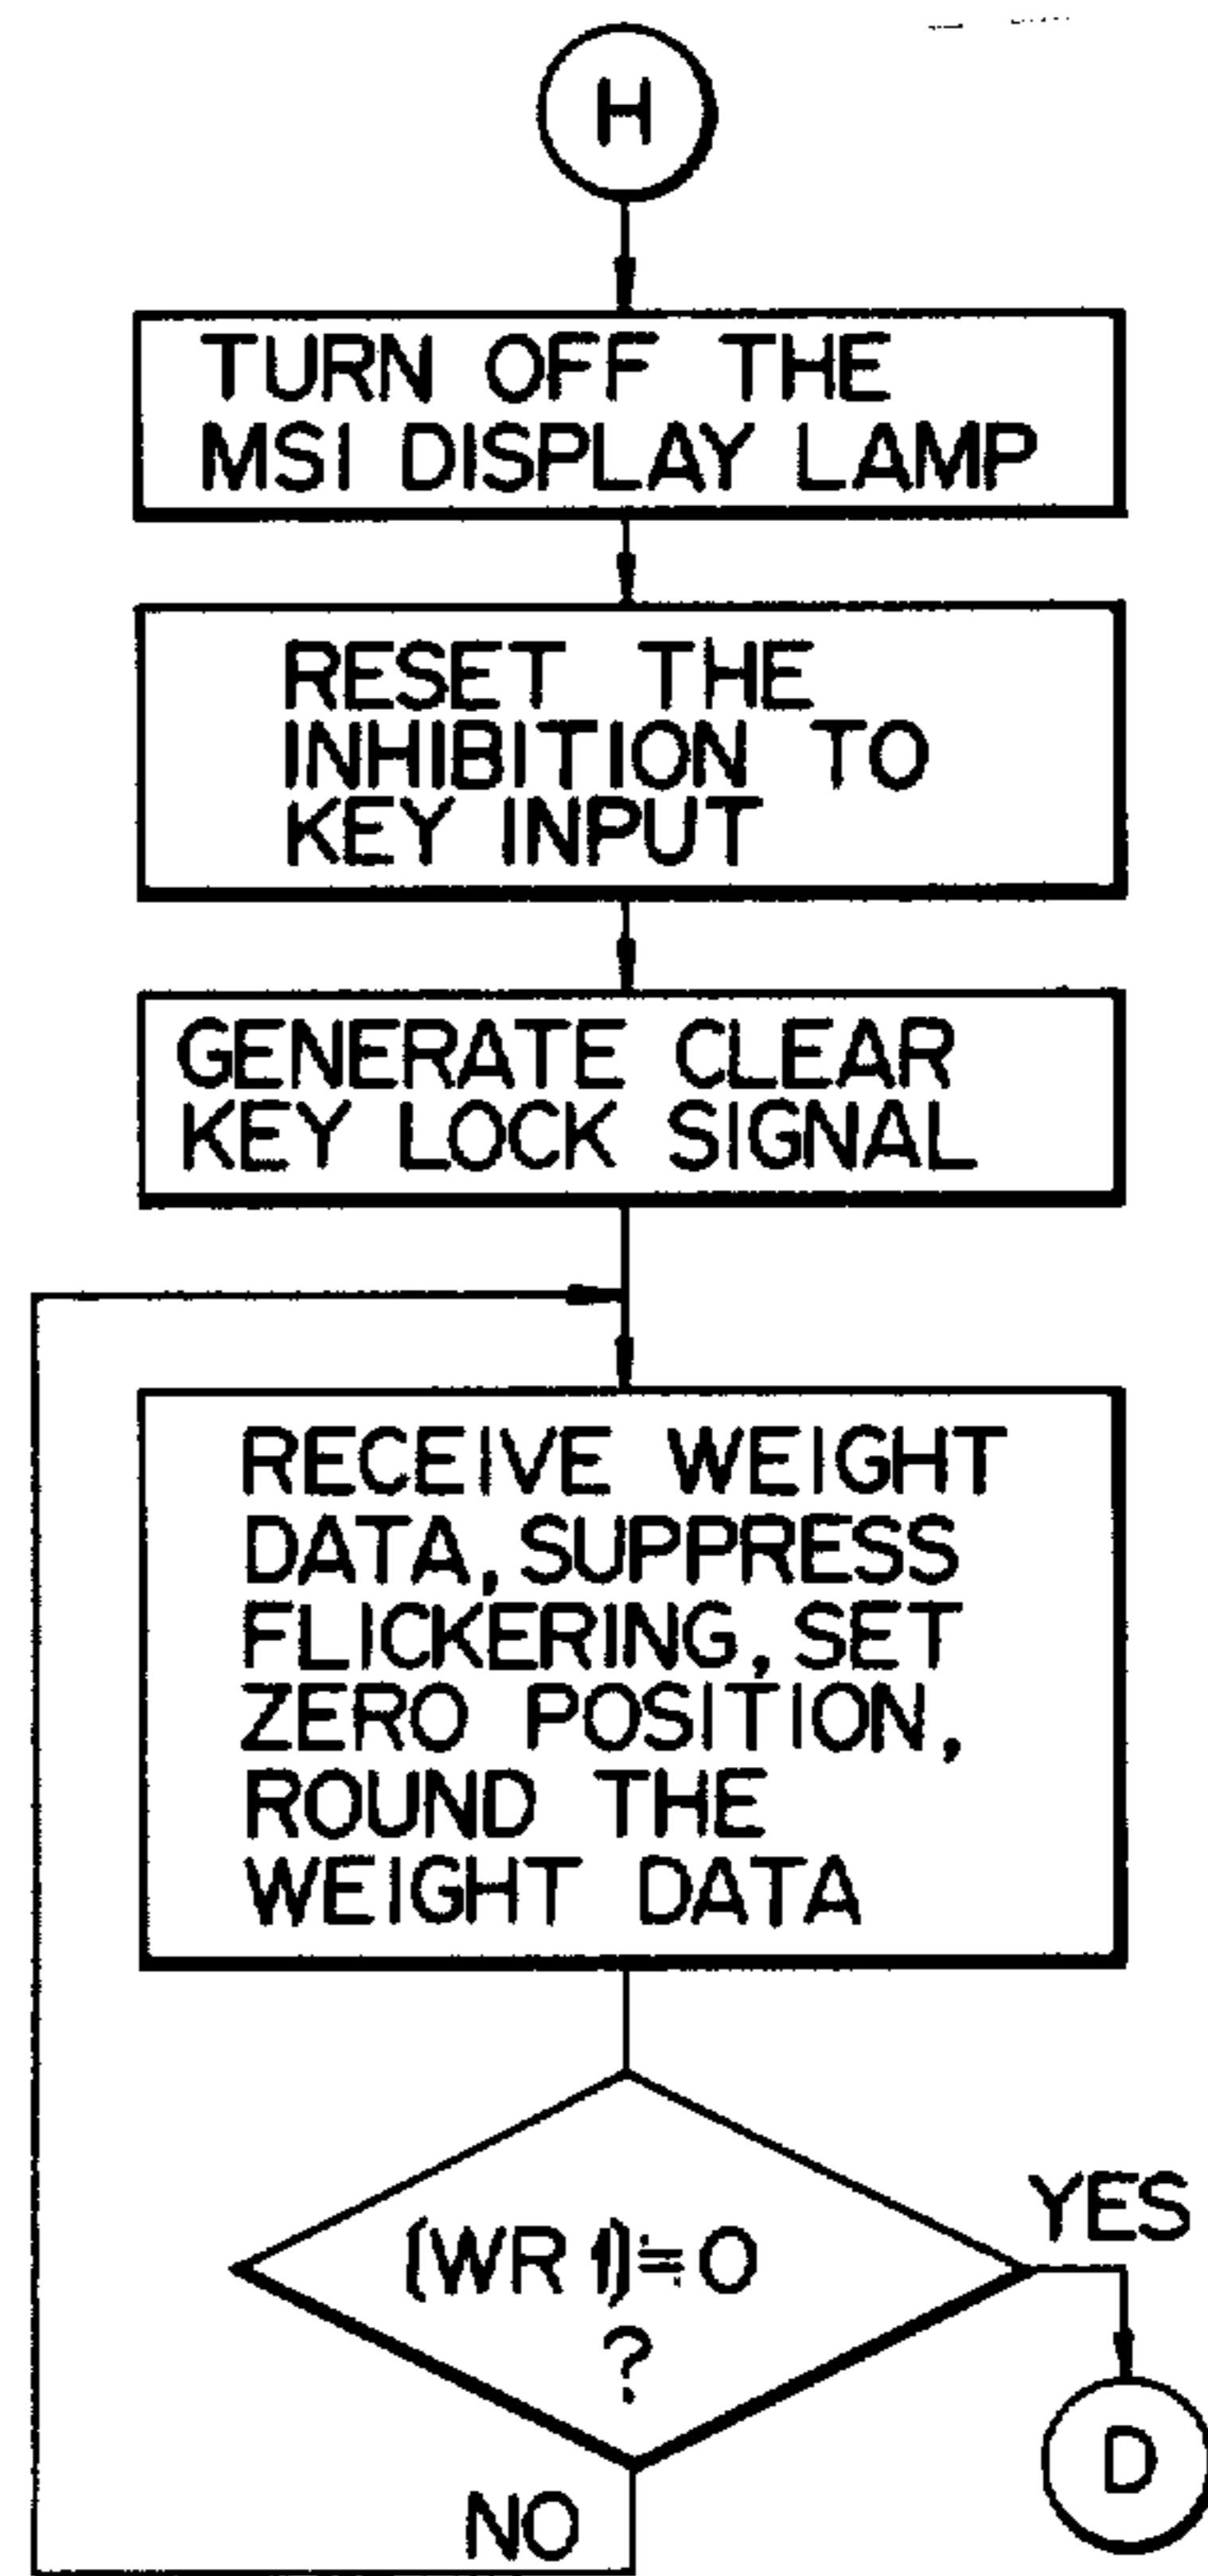 H
TURN OFF THE
MSI DISPLAY LAMP
RESET THE
INHIBITION TO
KEY INPUT
GENERATE CLEAR
KEY LOCK SIGNAL
RECEIVE WEIGHT
DATA, SUPPRESS
FLICKERING, SET
ZERO POSITION,
ROUND THE
WEIGHT DATA
(WR 1)=0
?
YES
D
NO